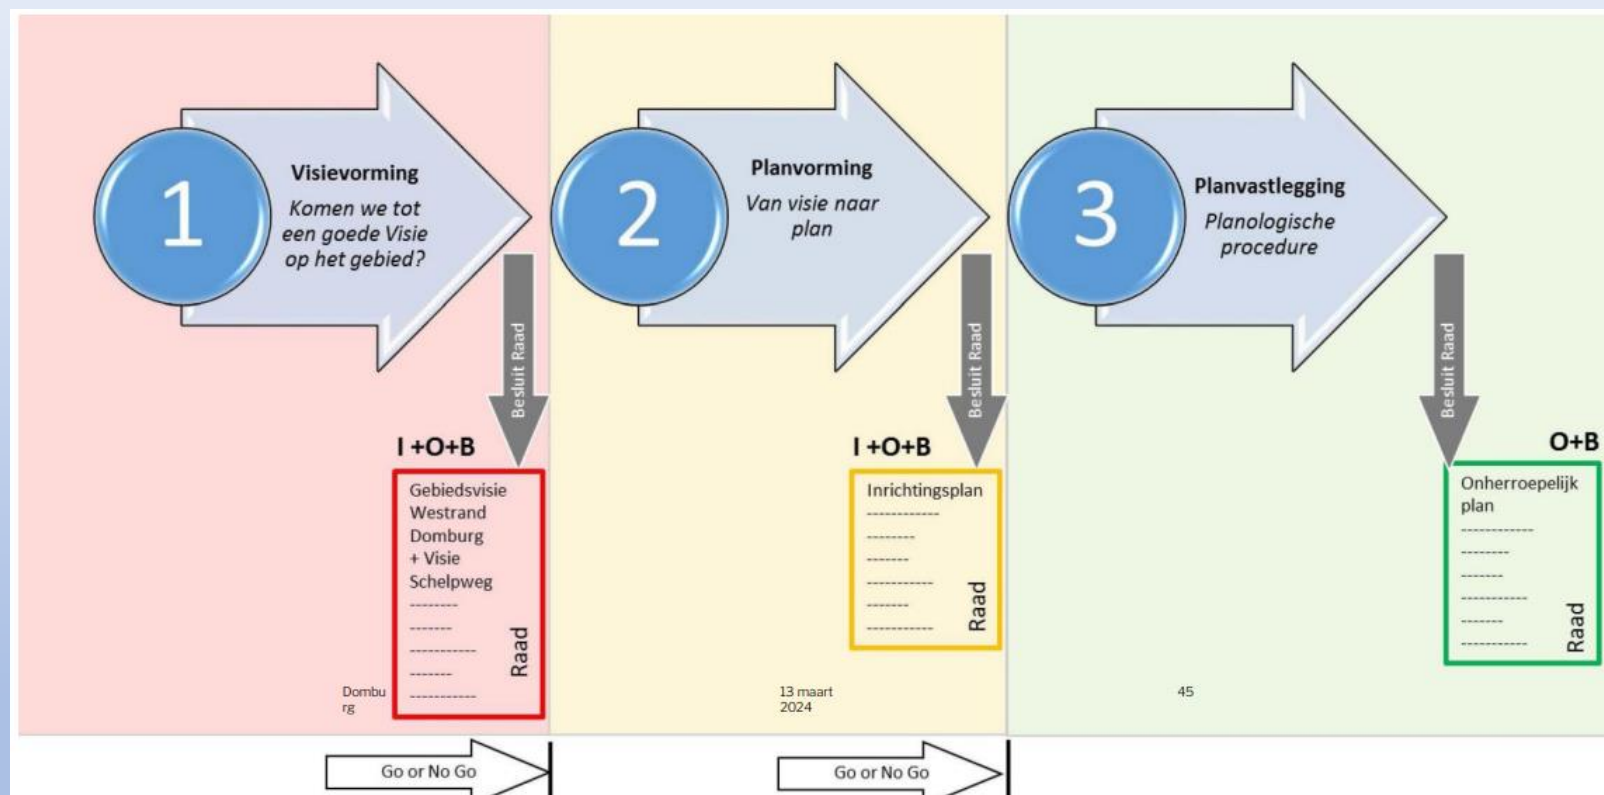 1
Visievorming
Komen we tot
een goede Visie
op het gebied?
Besluit Raad
I +O+B
Gebiedsvisie
Westrand
Domburg
+ Visie
Schelpweg
--------
-------
-----------
-------
-----------
Raad
2
Planvorming
Van visie naar
plan
Besluit Raad
I +O+B
Inrichtingsplan
------------
--------
-------
-----------
-------
-----------
Raad
3
Planvastlegging
Planologische
procedure
Besluit Raad
O+B
Onherroepelijk
plan
------------
--------
-------
-----------
-------
-----------
Raad
Dombu
rg
13 maart
2024
45
Go or No Go
Go or No Go